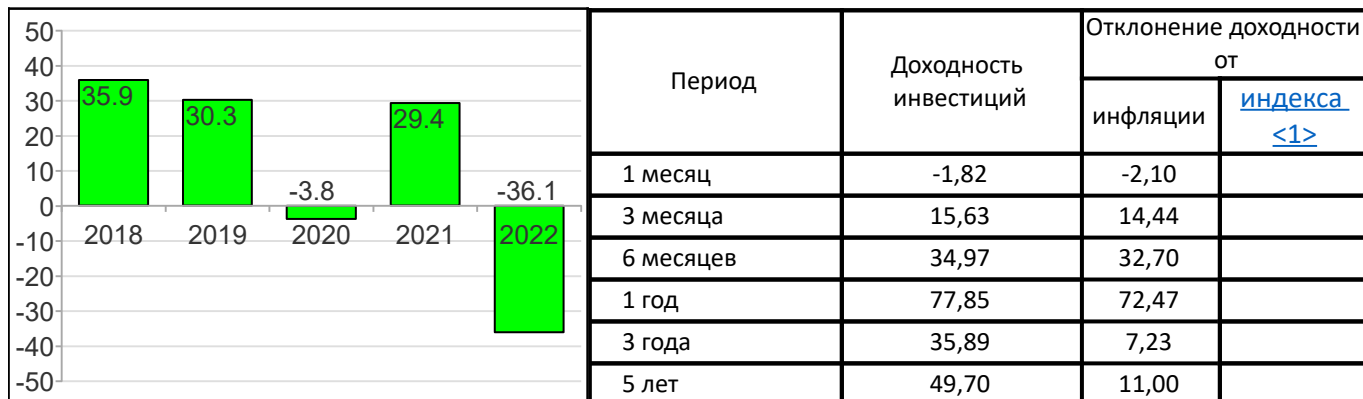 50
40
30
20
10
0
-10
-20
-30
-40
-50
35.9
30.3
-3.8
29.4
-36.1
2018
2019
2020
2021
2022
Период
Доходность
инвестиций
Отклонение доходности
от
инфляции
индекса
<1>
1 месяц -1,82 -2,10
3 месяца 15,63 14,44
6 месяцев 34,97 32,70
1 год 77,85 72,47
3 года 35,89 7,23
5 лет 49,70 11,00